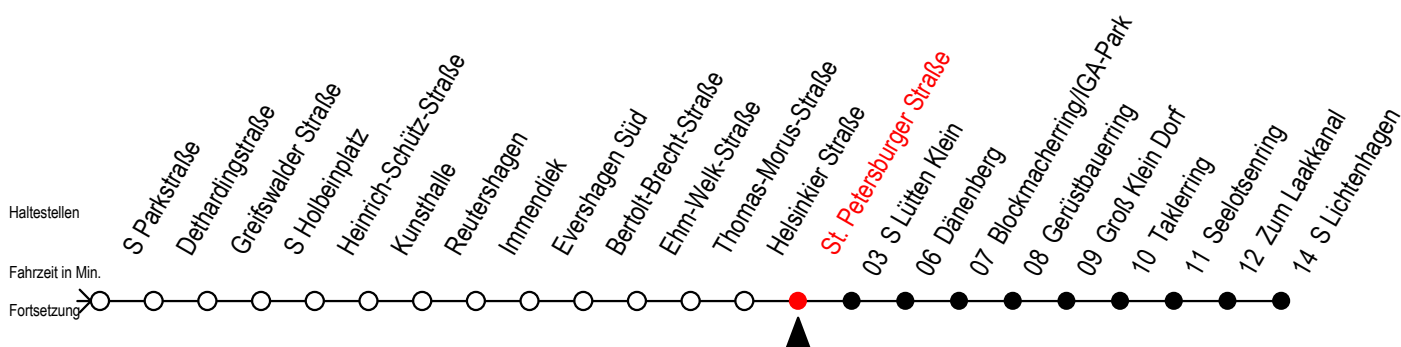 Haltestellen
Fahrzeit in Min.
Fortsetzung
S Parkstraße
Dethardingstraße
Greifswalder Straße
S Holbeinplatz
Heinrich-Schütz-Straße
Kunsthalle
Reutershagen
Immendiek
Evershagen Süd
Bertolt-Brecht-Straße
Ehm-Welk-Straße
Thomas-Morus-Straße
Helsinkier Straße
St. Petersburger Straße
03 S Lütten Klein
06 Dänenberg
07 Blockmacherring/IGA-Park
08 Gerüstbauerring
09 Groß Klein Dorf
10 Taklerring
11 Seelotsenring
12 Zum Laakkanal
14 S Lichtenhagen